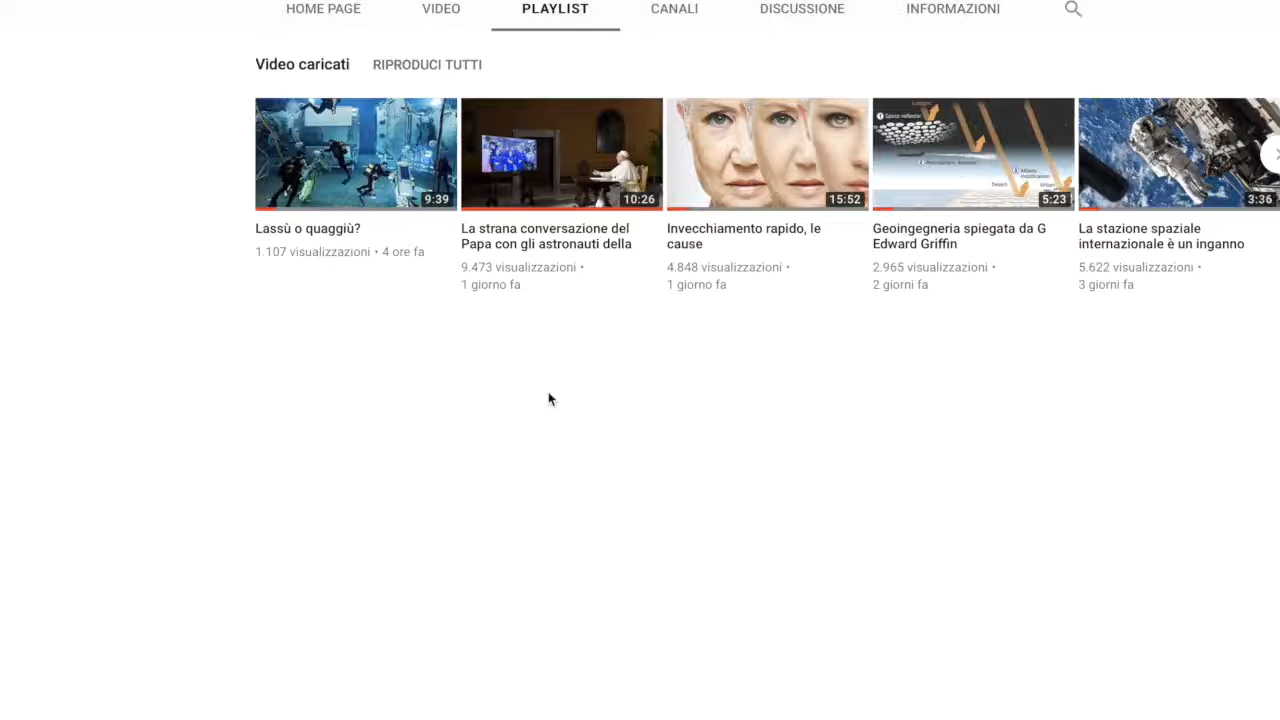 HOME PAGE VIDEO PLAYLIST CANALI DISCUSSIONE INFORMAZIONI
Video caricati RIPRODUCI TUTTI
9:39
10:26
15:52
5:23
3:36
Lassù o quaggiù?
1.107 visualizzazioni • 4 ore fa
La strana conversazione del
Papa con gli astronauti della
9.473 visualizzazioni •
1 giorno fa
Invecchiamento rapido, le
cause
4.848 visualizzazioni •
1 giorno fa
Geoingegneria spiegata da G
Edward Griffin
2.965 visualizzazioni •
2 giorni fa
La stazione spaziale
internazionale è un inganno
5.622 visualizzazioni •
3 giorni fa